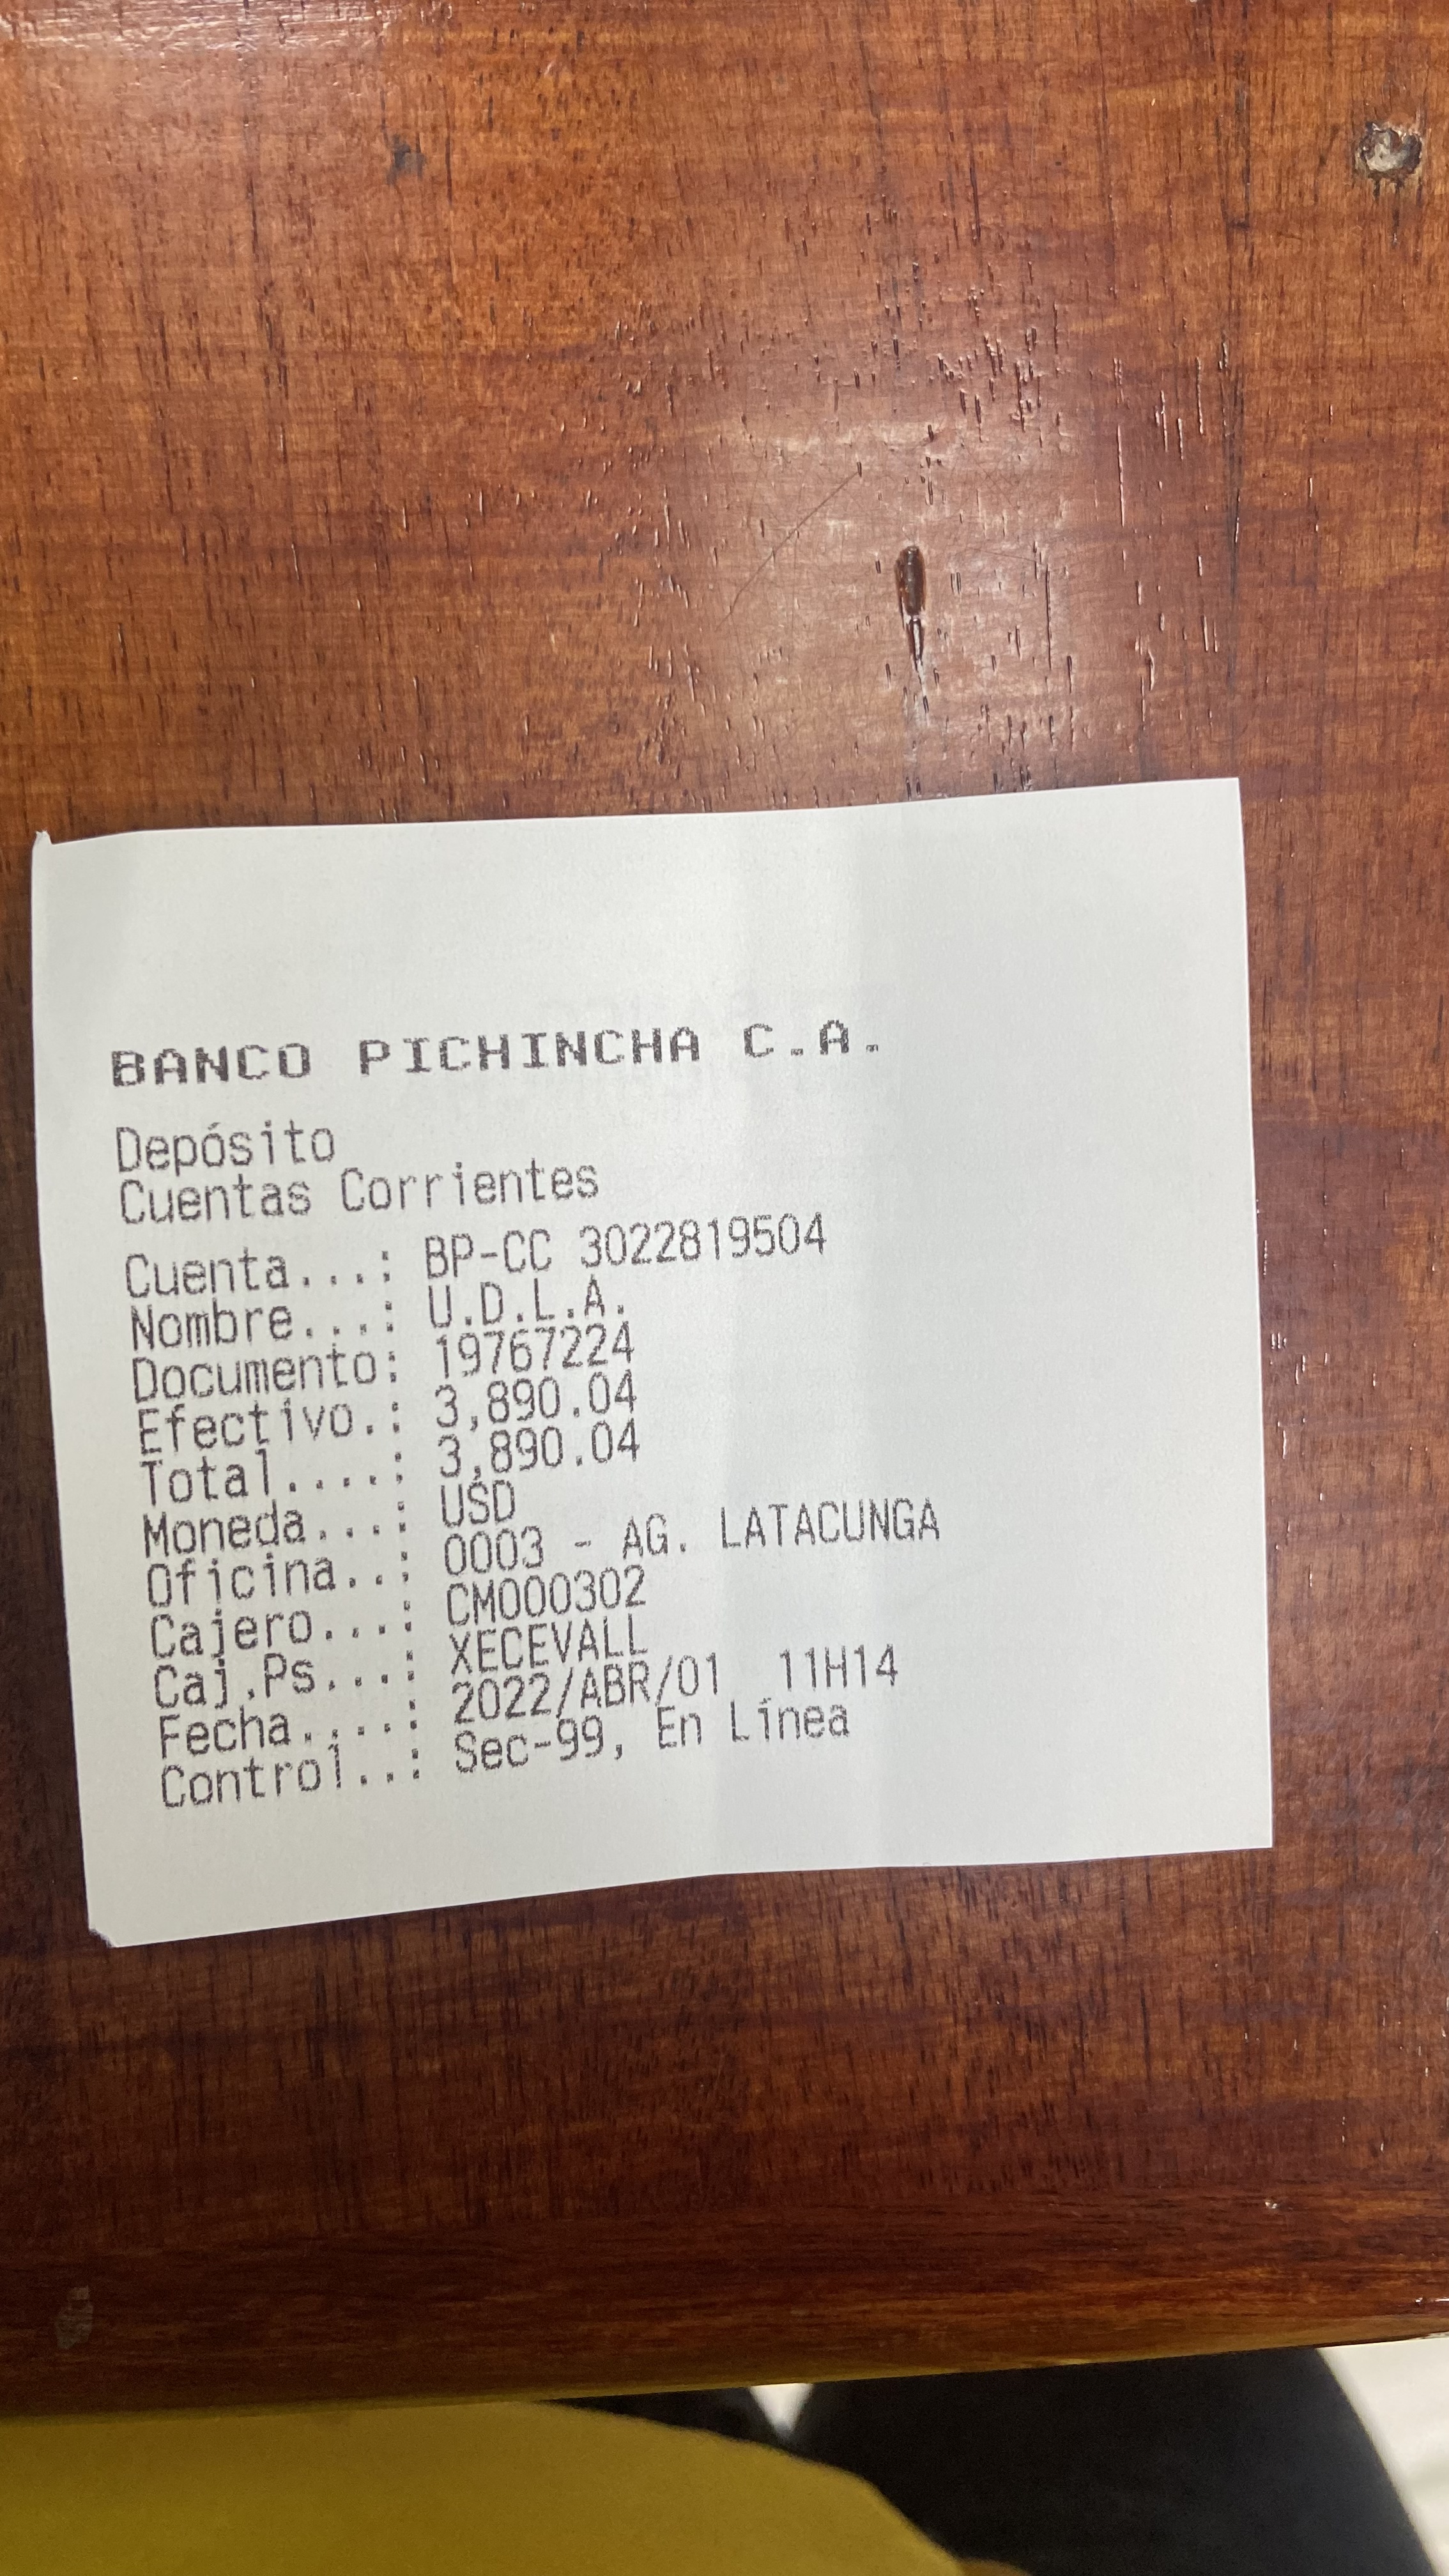 BANCO PICHINCHA C.A.
Depósito
Cuentas Corrientes
Cuenta...: BP-CC 3022819504
Nombre...: U.D.L.A.
Documento: 19767224
Efectivo.: 3,890.04
Total....: 3,890.04
Moneda...: USD
Oficina..: 0003 - AG. LATACUNGA
Cajero...: CM000302
Caj.Ps...: XECEVALL
Fecha....: 2022/ABR/01  11H14
Control..: Sec-99, En Línea